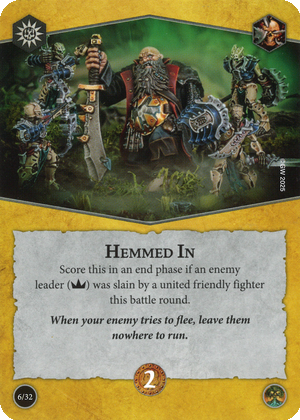 ©GW 2025
HEMMED IN
Score this in an end phase if an enemy
leader () was slain by a united friendly fighter
this battle round.
When your enemy tries to flee, leave them
nowhere to run.
2
6/32